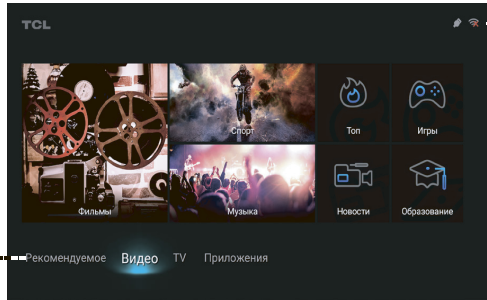 TCL
Спорт
Топ
Игры
Фильмы
Музыка
Новости
Образование
Рекомендуемое Видео TV Приложения